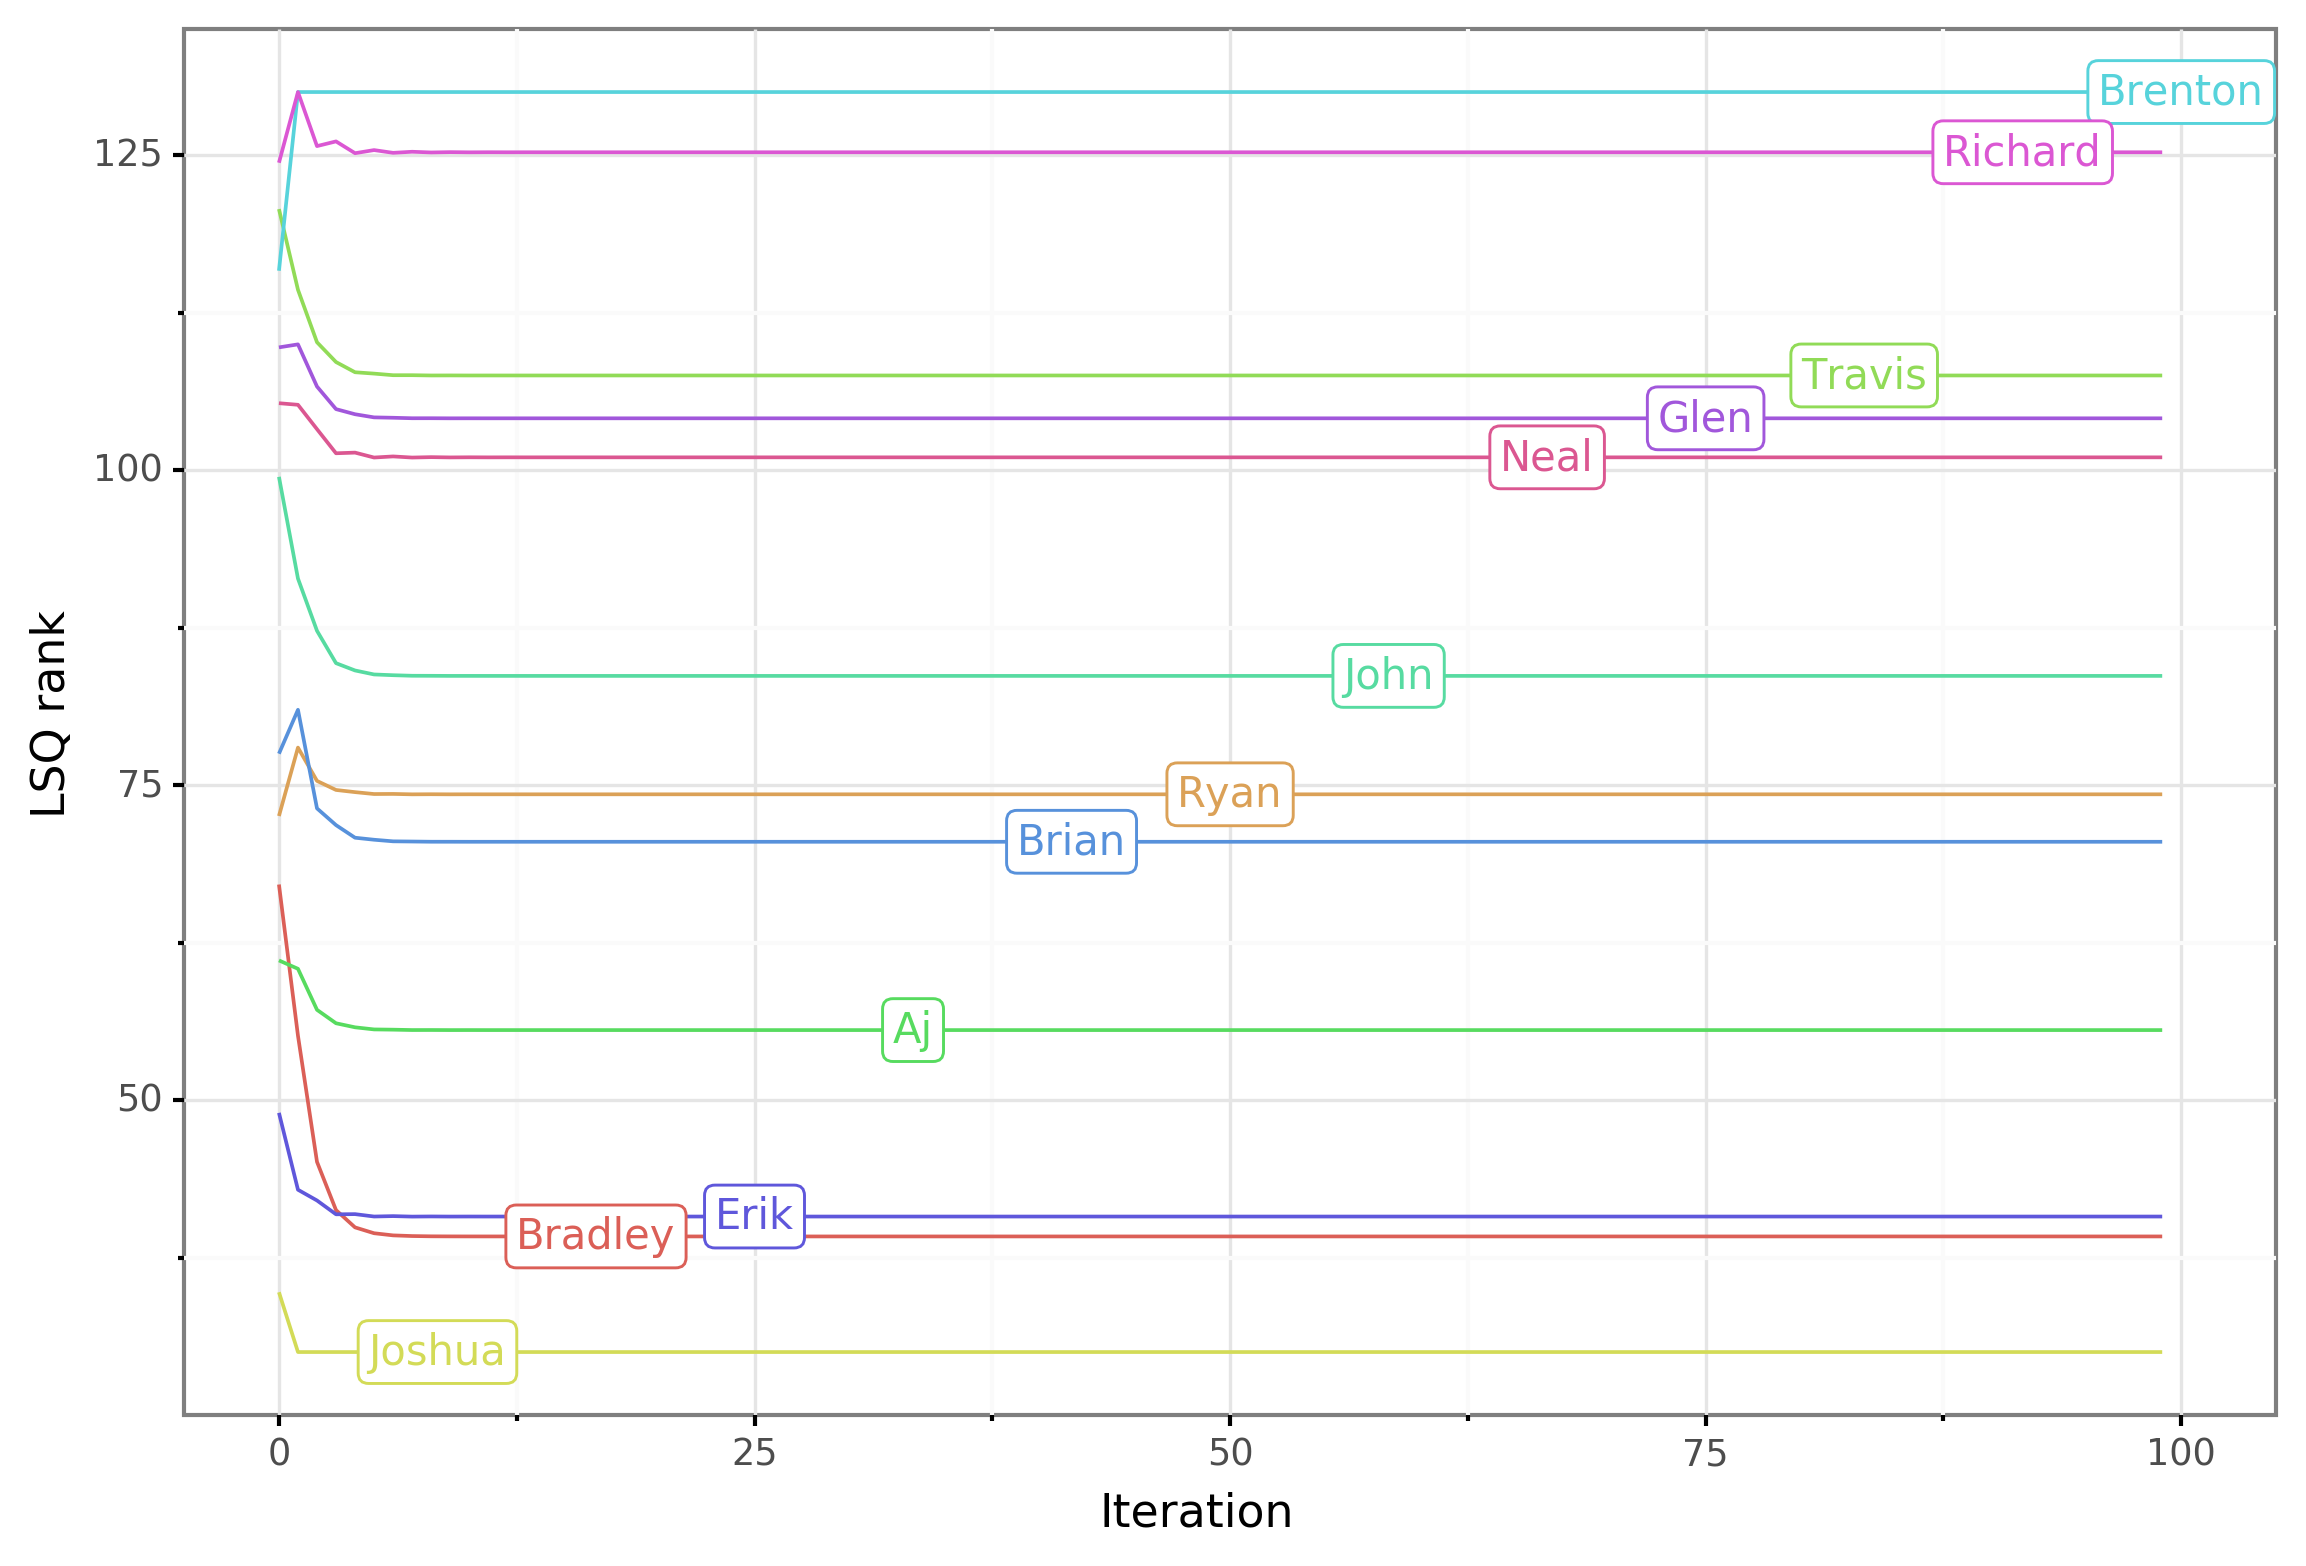 Brenton
125
Richard
Travis
Glen
100
Neal
John
LSQ rank
75
Ryan
Brian
Aj
50
Erik
Bradley
Joshua
0
25
50
75
100
Iteration